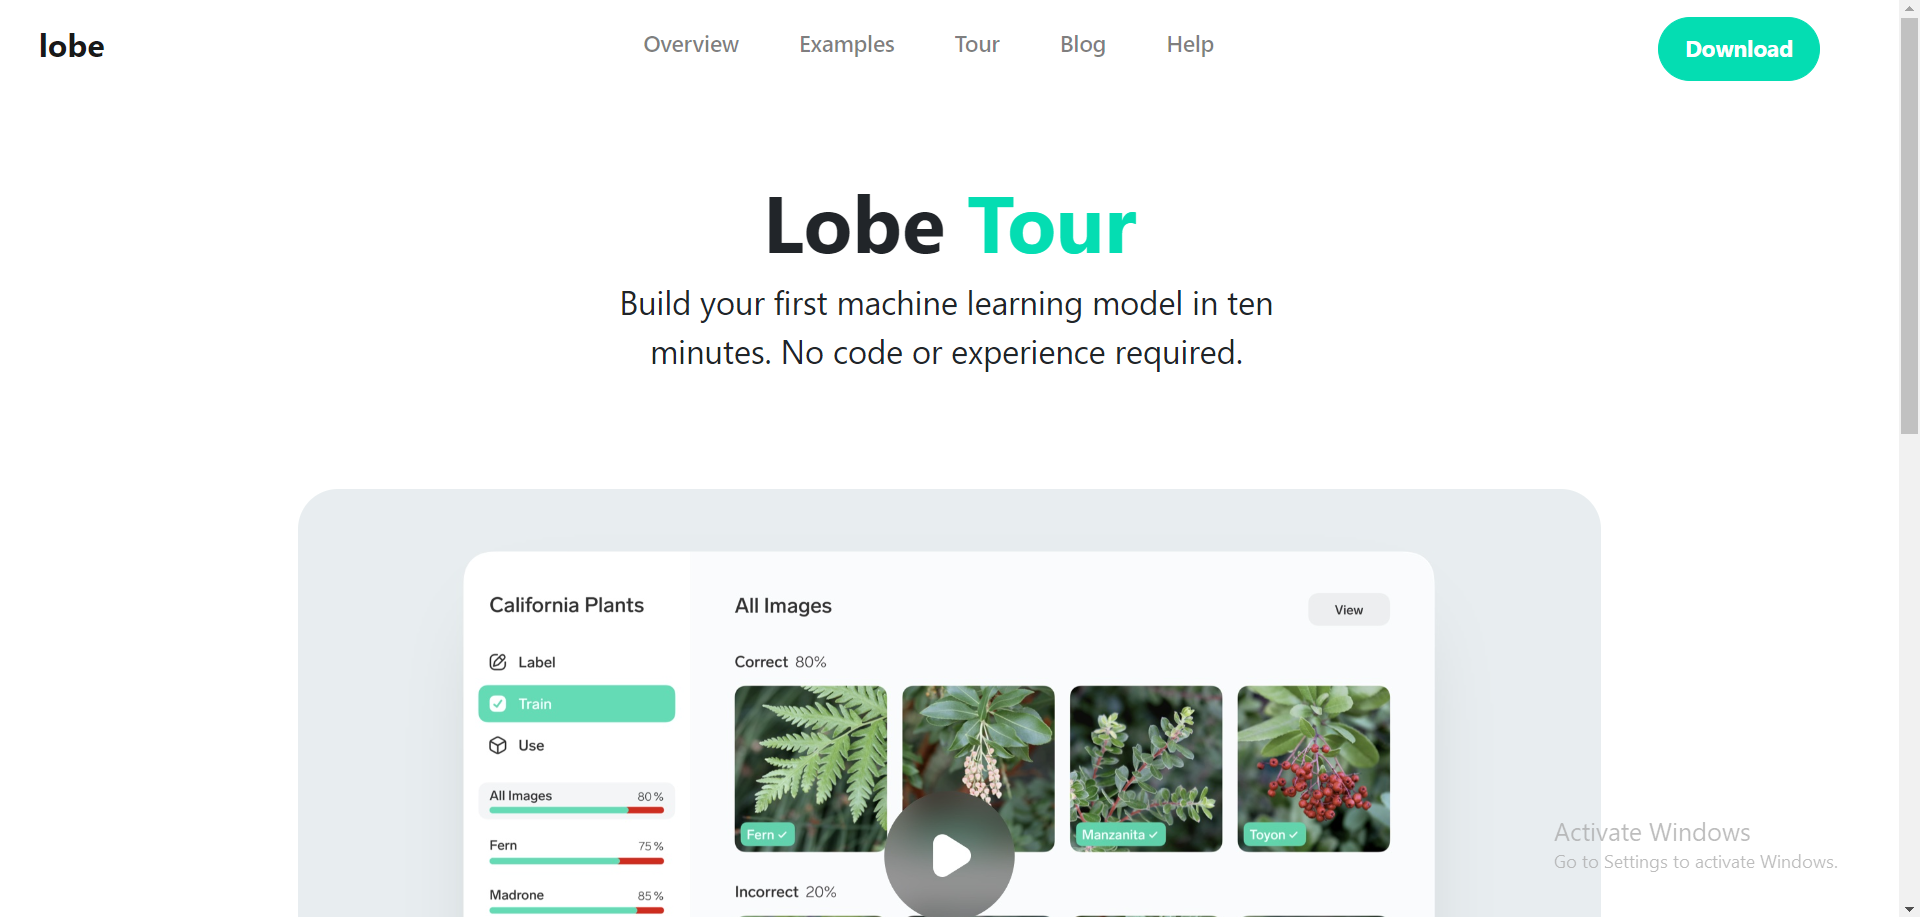 lobe
Overview
Examples
Tour
Blog
Help
Download
Lobe Tour
Build your first machine learning model in ten
minutes. No code or experience required.
California Plants
Label
Train
Use
All Images 80%
Fern 75%
Madrone 85%
All Images
View
Correct 80%
Fern
Manzanita
Toyon
Incorrect 20%
Activate Windows
Go to Settings to activate Windows.